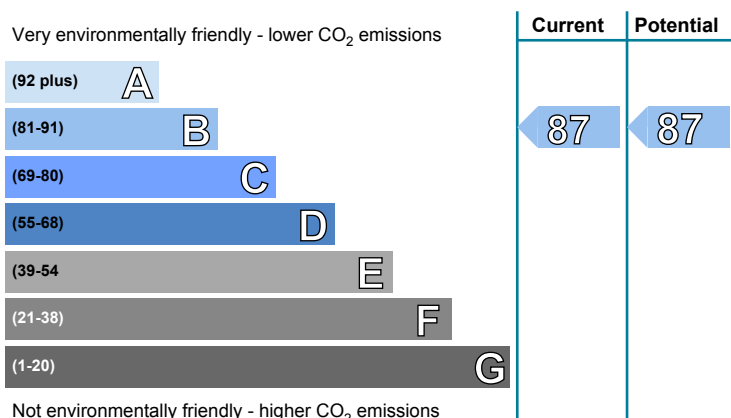 Very environmentally friendly - lower CO2 emissions
Current
Potential
(92 plus) A
(81-91) B
87
87
(69-80) C
(55-68) D
(39-54 E
(21-38) F
(1-20) G
Not environmentally friendly - higher CO2 emissions